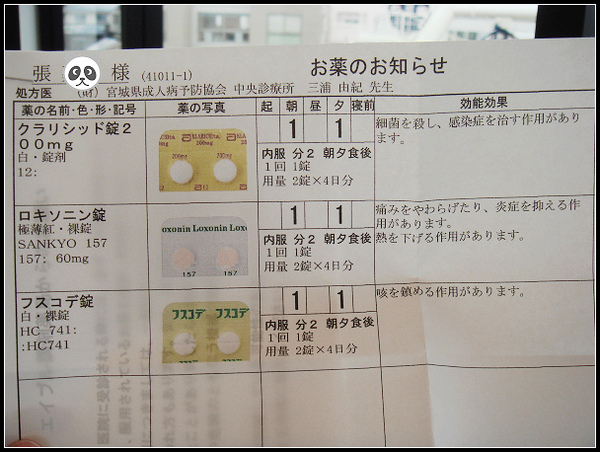 張 様 (41011-1) お薬のお知らせ
処方医 (財) 宮城県成人病予防協会 中央診療所 三浦 由紀 先生
薬の名前・色・形・記号 薬の写真 起 朝 昼 夕 寝前 効能効果
クラリシッド錠2
00mg
白・錠剤
12:
200mg
1 1
内服 分2 朝夕食後
1回 1錠
用量 2錠×4日分
細菌を殺し、感染症を治す作用があります。
ロキソニン錠
極薄紅・裸錠
SANKYO 157
157: 60mg
oxonin Loxonin Lox
157 157
1 1
内服 分2 朝夕食後
1回 1錠
用量 2錠×4日分
痛みをやわらげたり、炎症を抑える作
用があります。
熱を下げる作用があります。
フスコデ錠
白・裸錠
HC 741:
:HC741
フスコデ フスコデ
1 1
内服 分2 朝夕食後
1回 1錠
用量 2錠×4日分
咳を鎮める作用があります。